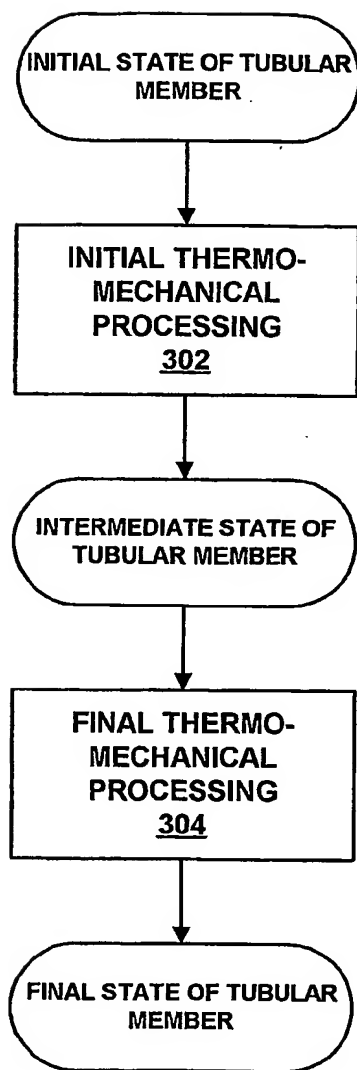 INITIAL STATE OF TUBULAR
MEMBER
INITIAL THERMO-
MECHANICAL
PROCESSING
302
INTERMEDIATE STATE OF
TUBULAR MEMBER
FINAL THERMO-
MECHANICAL
PROCESSING
304
FINAL STATE OF TUBULAR
MEMBER